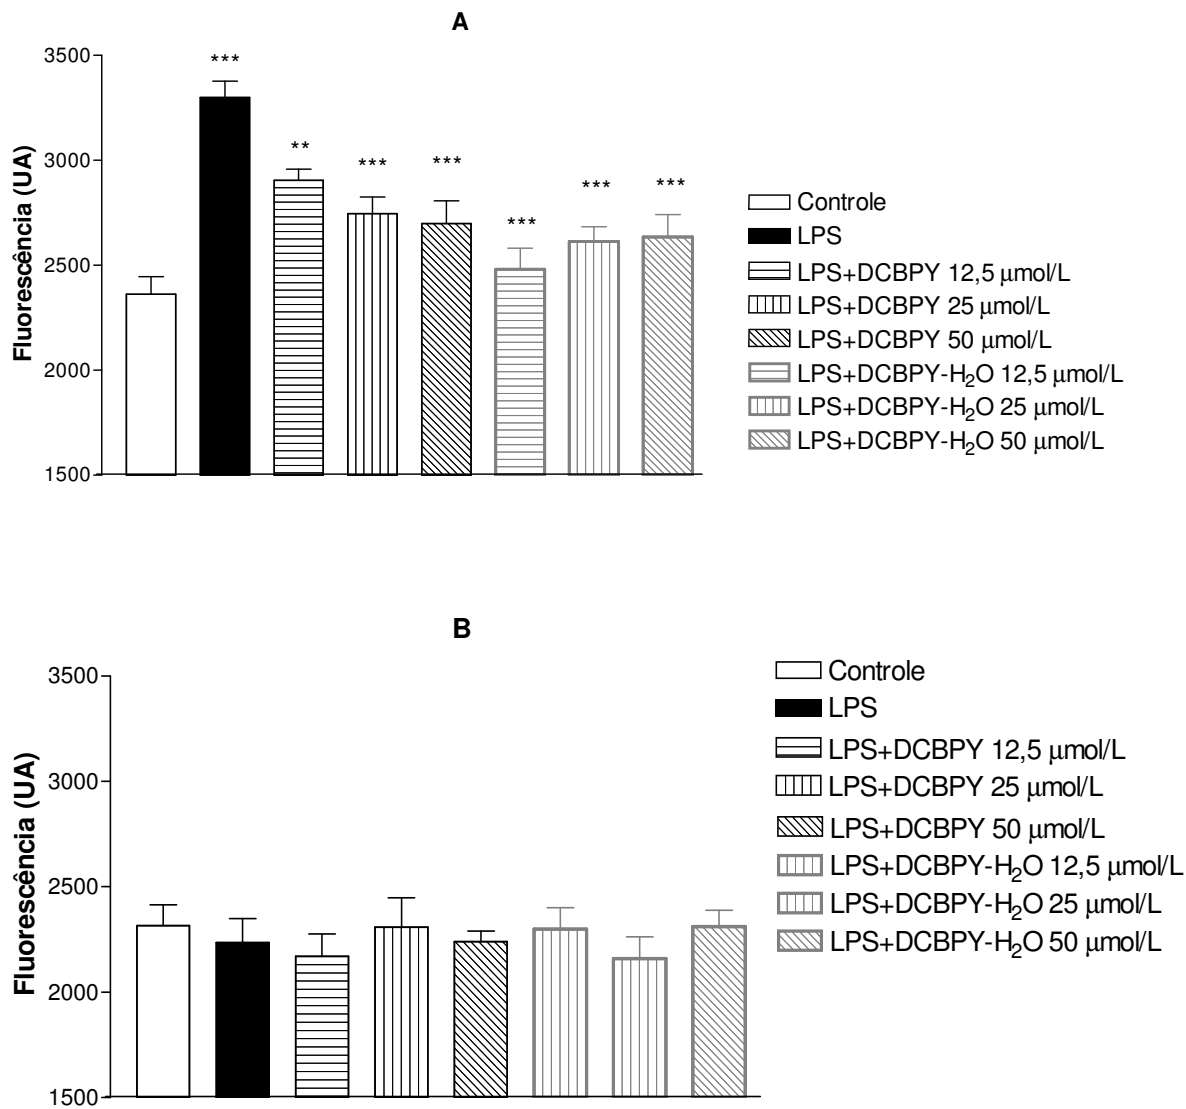 A
3500
3000
2500
2000
1500
Fluorescência (UA)
***
**
***
***
***
***
***
Controle
LPS
LPS+DCBPY 12,5 μmol/L
LPS+DCBPY 25 μmol/L
LPS+DCBPY 50 μmol/L
LPS+DCBPY-H₂O 12,5 μmol/L
LPS+DCBPY-H₂O 25 μmol/L
LPS+DCBPY-H₂O 50 μmol/L
B
3500
3000
2500
2000
1500
Fluorescência (UA)
Controle
LPS
LPS+DCBPY 12,5 μmol/L
LPS+DCBPY 25 μmol/L
LPS+DCBPY 50 μmol/L
LPS+DCBPY-H₂O 12,5 μmol/L
LPS+DCBPY-H₂O 25 μmol/L
LPS+DCBPY-H₂O 50 μmol/L